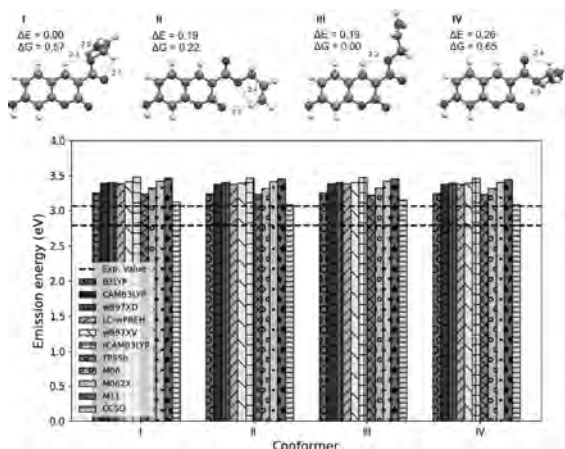 I II III IV
ΔE = 0.00 ΔE = 0.19 ΔE = 0.19 ΔE = 0.26
ΔG = 0.57 ΔG = 0.22 ΔG = 0.00 ΔG = 0.65
4.0
3.5
3.0
2.5
2.0
1.5
1.0
0.5
0.0
Emission energy (eV)
Exp. Value
B3LYP
CAMB3LYP
wB97XD
LC-wPBEH
wB97XV
rCAMB3LYP
TPSSh
M06
M062X
M11
CCSD
I II III IV
Conformer